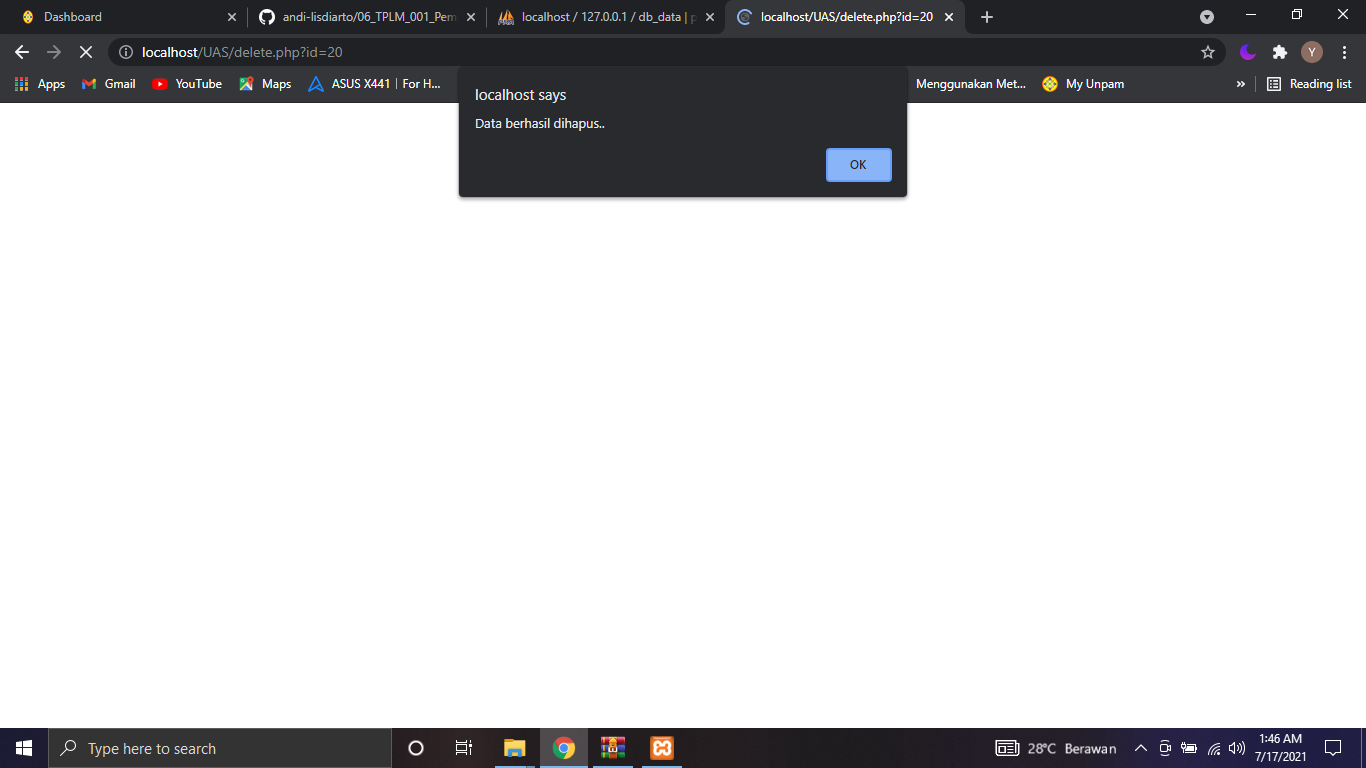 Dashboard
andi-lisdiarto/06_TPLM_001_Pem
localhost / 127.0.0.1 / db_data | p
localhost/UAS/delete.php?id=20
localhost/UAS/delete.php?id=20
Y
Apps
Gmail
YouTube
Maps
ASUS X441 | For H...
Menggunakan Met...
My Unpam
»
Reading list
localhost says
Data berhasil dihapus..
OK
Type here to search
28°C Berawan
1:46 AM
7/17/2021